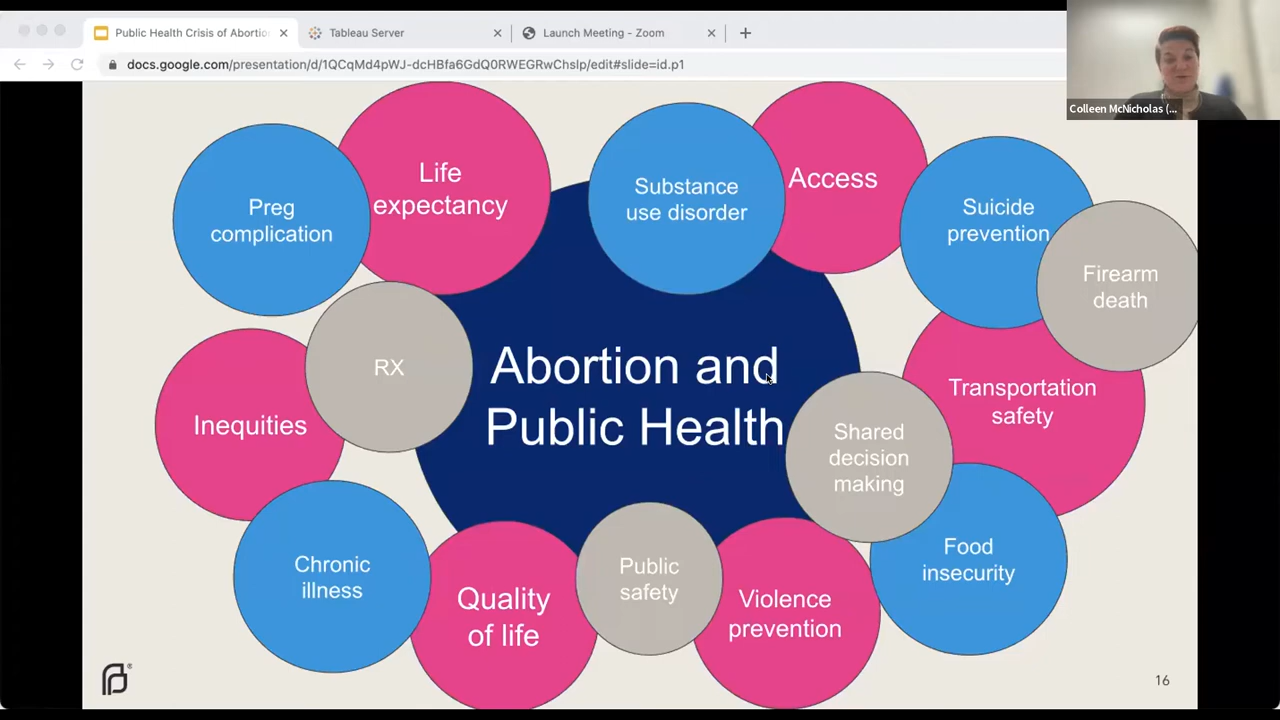 Public Health Crisis of Abortio
Tableau Server
Launch Meeting - Zoom
docs.google.com/presentation/d/1QCqMd4pWJ-dcHBfa6GdQ0RWEGRwChslp/edit#slide=id.p1
Colleen McNicholas (...
Life
expectancy
Substance
use disorder
Access
Preg
complication
Suicide
prevention
Firearm
death
RX
Abortion and
Public Health
Transportation
safety
Inequities
Shared
decision
making
Chronic
illness
Quality
of life
Public
safety
Violence
prevention
Food
insecurity
16